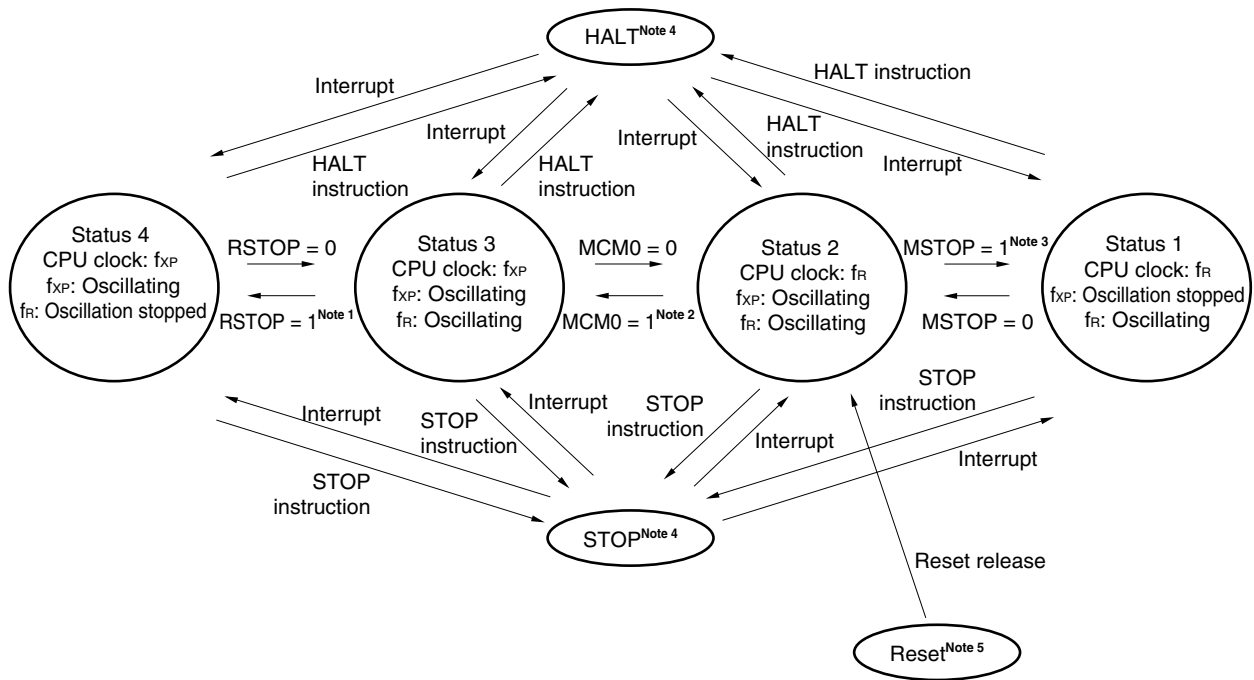 HALTNote 4
HALT instruction
Interrupt
Interrupt
Interrupt
HALT
instruction
Interrupt
HALT
instruction
HALT
instruction
Status 4
CPU clock: fXP
fXP: Oscillating
fR: Oscillation stopped
RSTOP = 0
RSTOP = 1Note 1
Status 3
CPU clock: fXP
fXP: Oscillating
fR: Oscillating
MCM0 = 0
MCM0 = 1Note 2
Status 2
CPU clock: fR
fXP: Oscillating
fR: Oscillating
MSTOP = 1Note 3
MSTOP = 0
Status 1
CPU clock: fR
fXP: Oscillation stopped
fR: Oscillating
Interrupt
STOP
instruction
STOP
instruction
Interrupt
STOP
instruction
Interrupt
STOP
instruction
Interrupt
STOPNote 4
Reset release
ResetNote 5